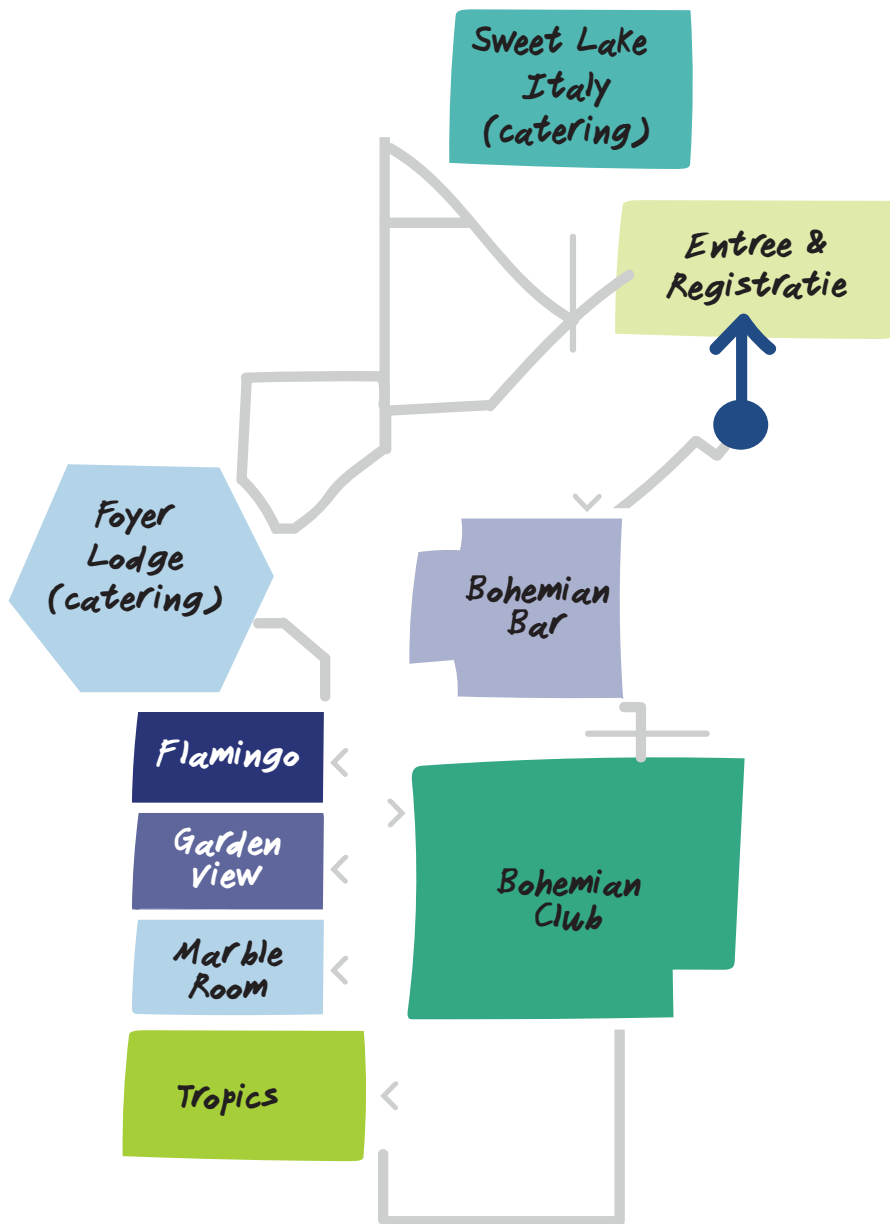 Sweet Lake
Italy
(catering)
Entree &
Registratie
Foyer
Lodge
(catering)
Bohemian
Bar
Flamingo
Garden
view
Marble
Room
Bohemian
Club
Tropics